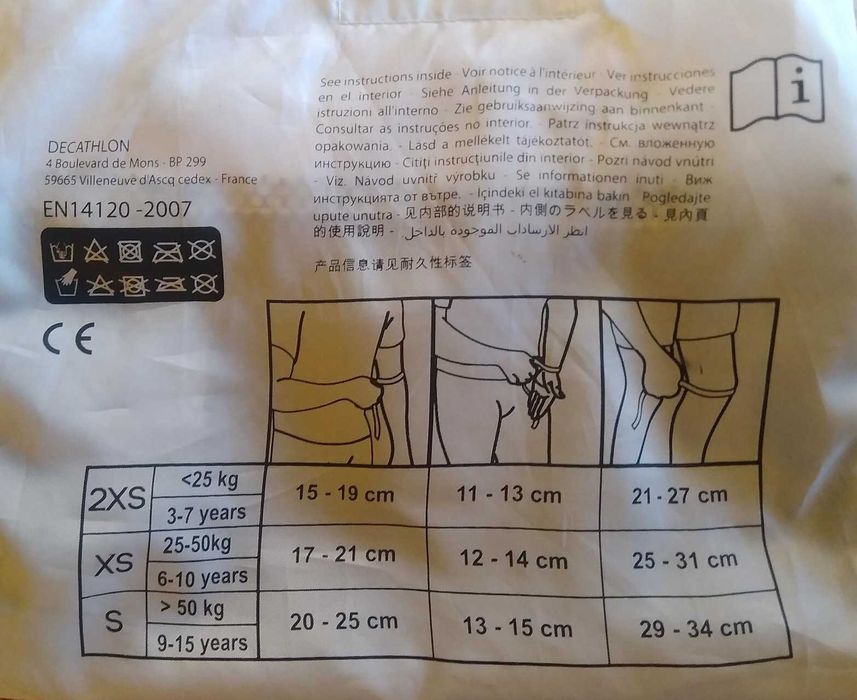 See instructions inside - Voir notice à l'intérieur - Ver instrucciones
en el interior - Siehe Anleitung in der Verpackung - Vedere
istruzioni all'interno - Zie gebruiksaanwijzing aan binnenkant -
Consultar as instruções no interior. - Patrz instrukcja wewnątrz
opakowania. - Lásd a mellékelt tájékoztatót. - См. вложенную
инструкцию - Citiți instrucțiunile din interior - Pozri návod vnútri
- Viz. Návod uvnitř výrobku - Se informationen inuti - Виж
инструкцията от вътре. - İçindeki el kitabına bakın Pogledajte
upute unutra - 见内部的说明书 - 内側のラベルを見る - 見內頁
的使用說明 - انظر الارسادات الموجوده بالداخل
产品信息请见耐久性标签
i
DECATHLON
4 Boulevard de Mons - BP 299
59665 Villeneuve d'Ascq cedex - France
EN14120 -2007
CE
2XS <25 kg 15 - 19 cm 11 - 13 cm 21 - 27 cm
3-7 years
XS 25-50kg 17 - 21 cm 12 - 14 cm 25 - 31 cm
6-10 years
S > 50 kg 20 - 25 cm 13 - 15 cm 29 - 34 cm
9-15 years